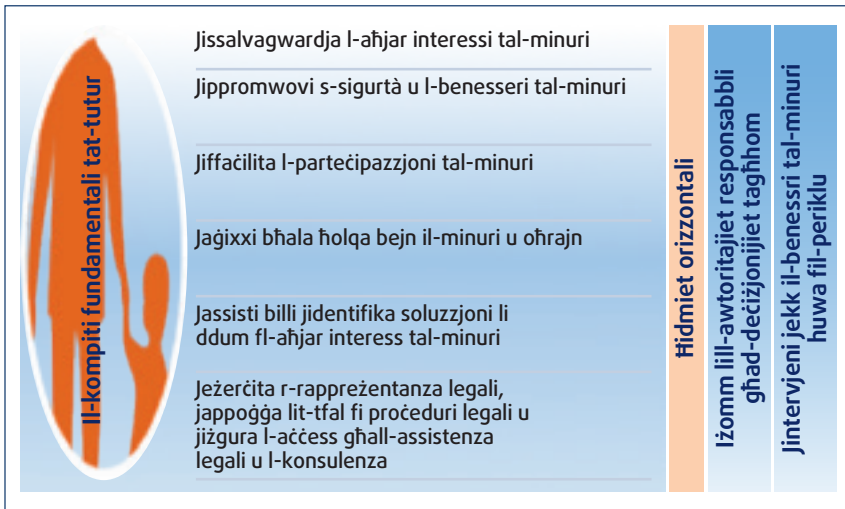 Il-kompiti fundamentali tat-tutur
Jissalvagwardja l-aħjar interessi tal-minuri
Jippromwovi s-sigurtà u l-benesseri tal-minuri
Jiffaċilita l-parteċipazzjoni tal-minuri
Jaġixxi bħala ħolqa bejn il-minuri u oħrajn
Jassisti billi jidentifika soluzzjoni li
ddum fl-aħjar interess tal-minuri
Jeżerċita r-rappreżentanza legali,
jappoġġa lit-tfal fi proċeduri legali u
jiżgura l-aċċess għall-assistenza
legali u l-konsulenza
Ħidmiet orizzontali
Iżomm lill-awtoritajiet responsabbli
għad-deċiżjonijiet tagħhom
Jintervjeni jekk il-benessri tal-minuri
huwa fil-periklu